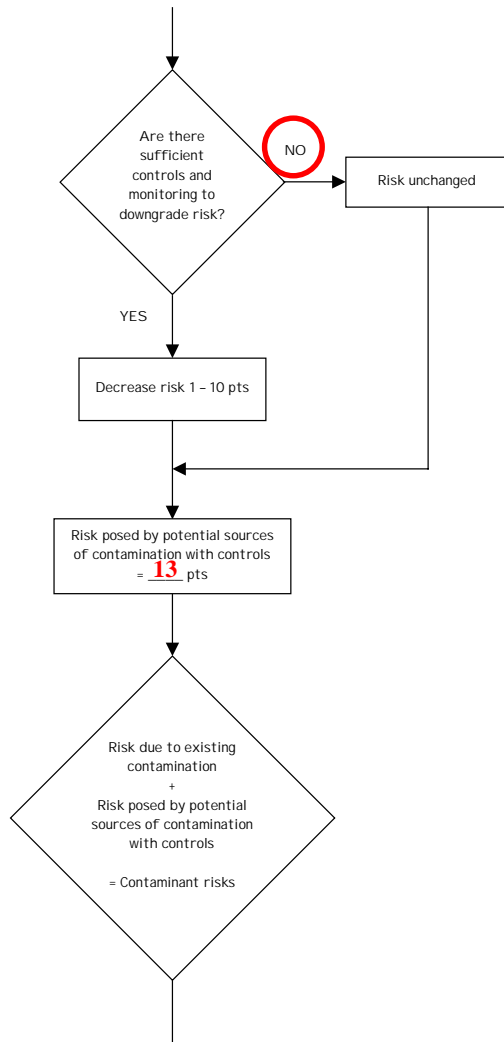 Are there
sufficient
controls and
monitoring to
downgrade risk?
NO
Risk unchanged
YES
Decrease risk 1 – 10 pts
Risk posed by potential sources
of contamination with controls
= 13 pts
Risk due to existing
contamination
+
Risk posed by potential
sources of contamination
with controls
= Contaminant risks